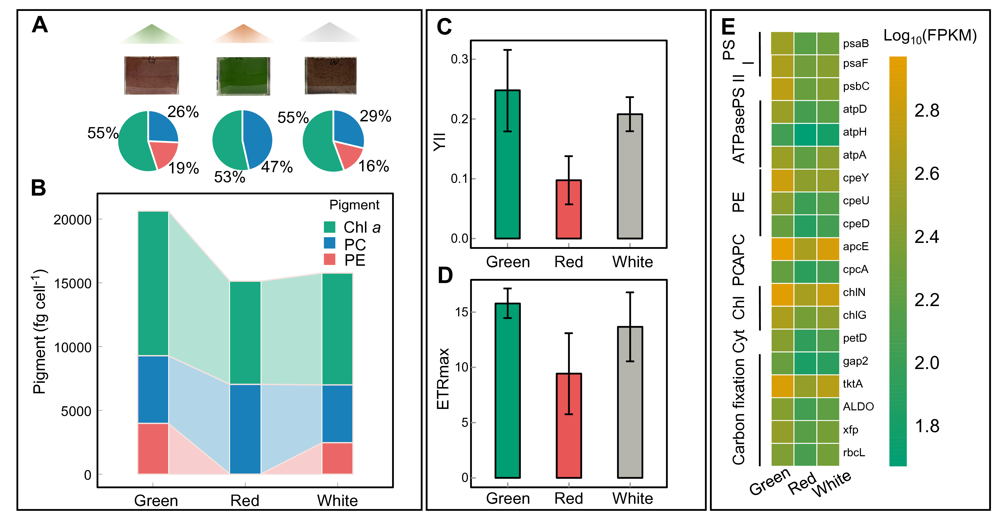 A
G
W
26%
55%
19%
47%
53%
55%
29%
16%
B
Pigment
Chl a
PC
PE
Pigment (fg cell-1)
20000
15000
10000
5000
0
Green
Red
White
C
YII
0.3
0.2
0.1
0.0
Green
Red
White
D
ETRmax
15
10
5
0
Green
Red
White
E
Log10(FPKM)
PS I
PS II
ATPase
PE
APC
PC
Chl
Cyt
Carbon fixation
psaB
psaF
psbC
atpD
atpH
atpA
cpeY
cpeU
cpeD
apcE
cpcA
chlN
chlG
petD
gap2
tktA
ALDO
xfp
rbcL
Green
Red
White
2.8
2.6
2.4
2.2
2.0
1.8